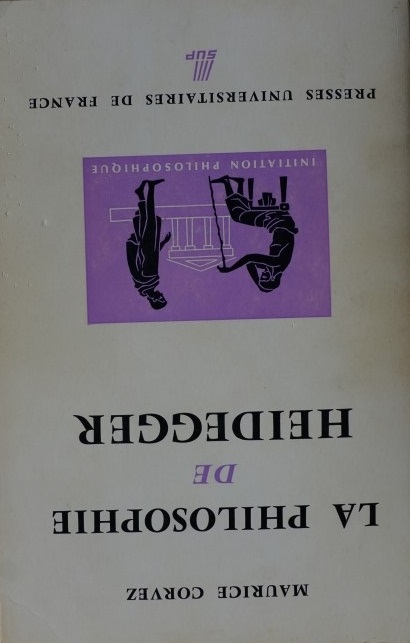 MAURICE CORVEZ
LA PHILOSOPHIE
DE
HEIDEGGER
INITIATION PHILOSOPHIQUE
PRESSES UNIVERSITAIRES DE FRANCE
SUP